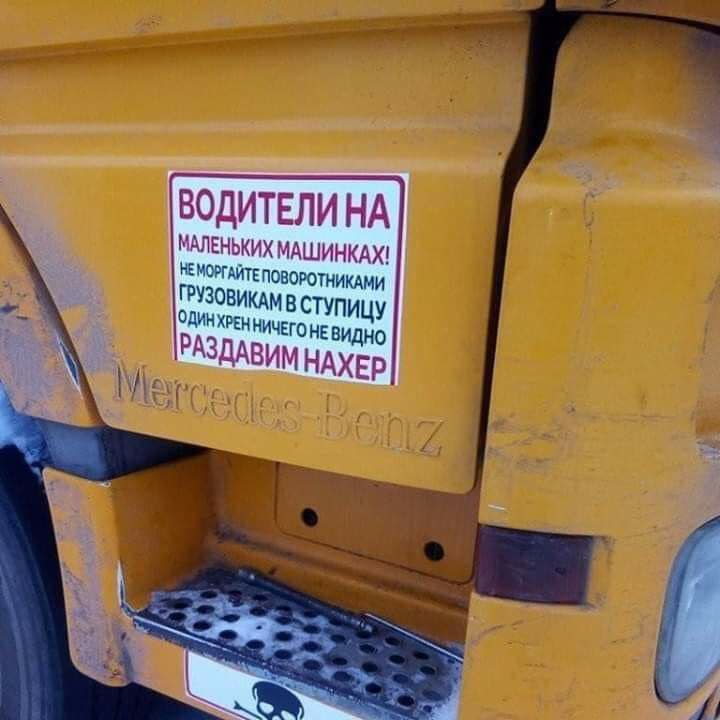 ВОДИТЕЛИ НА
МАЛЕНЬКИХ МАШИНКАХ!
НЕ МОРГАЙТЕ ПОВОРОТНИКАМИ
ГРУЗОВИКАМ В СТУПИЦУ
ОДИН ХРЕН НИЧЕГО НЕ ВИДНО
РАЗДАВИМ НАХЕР
Mercedes-Benz